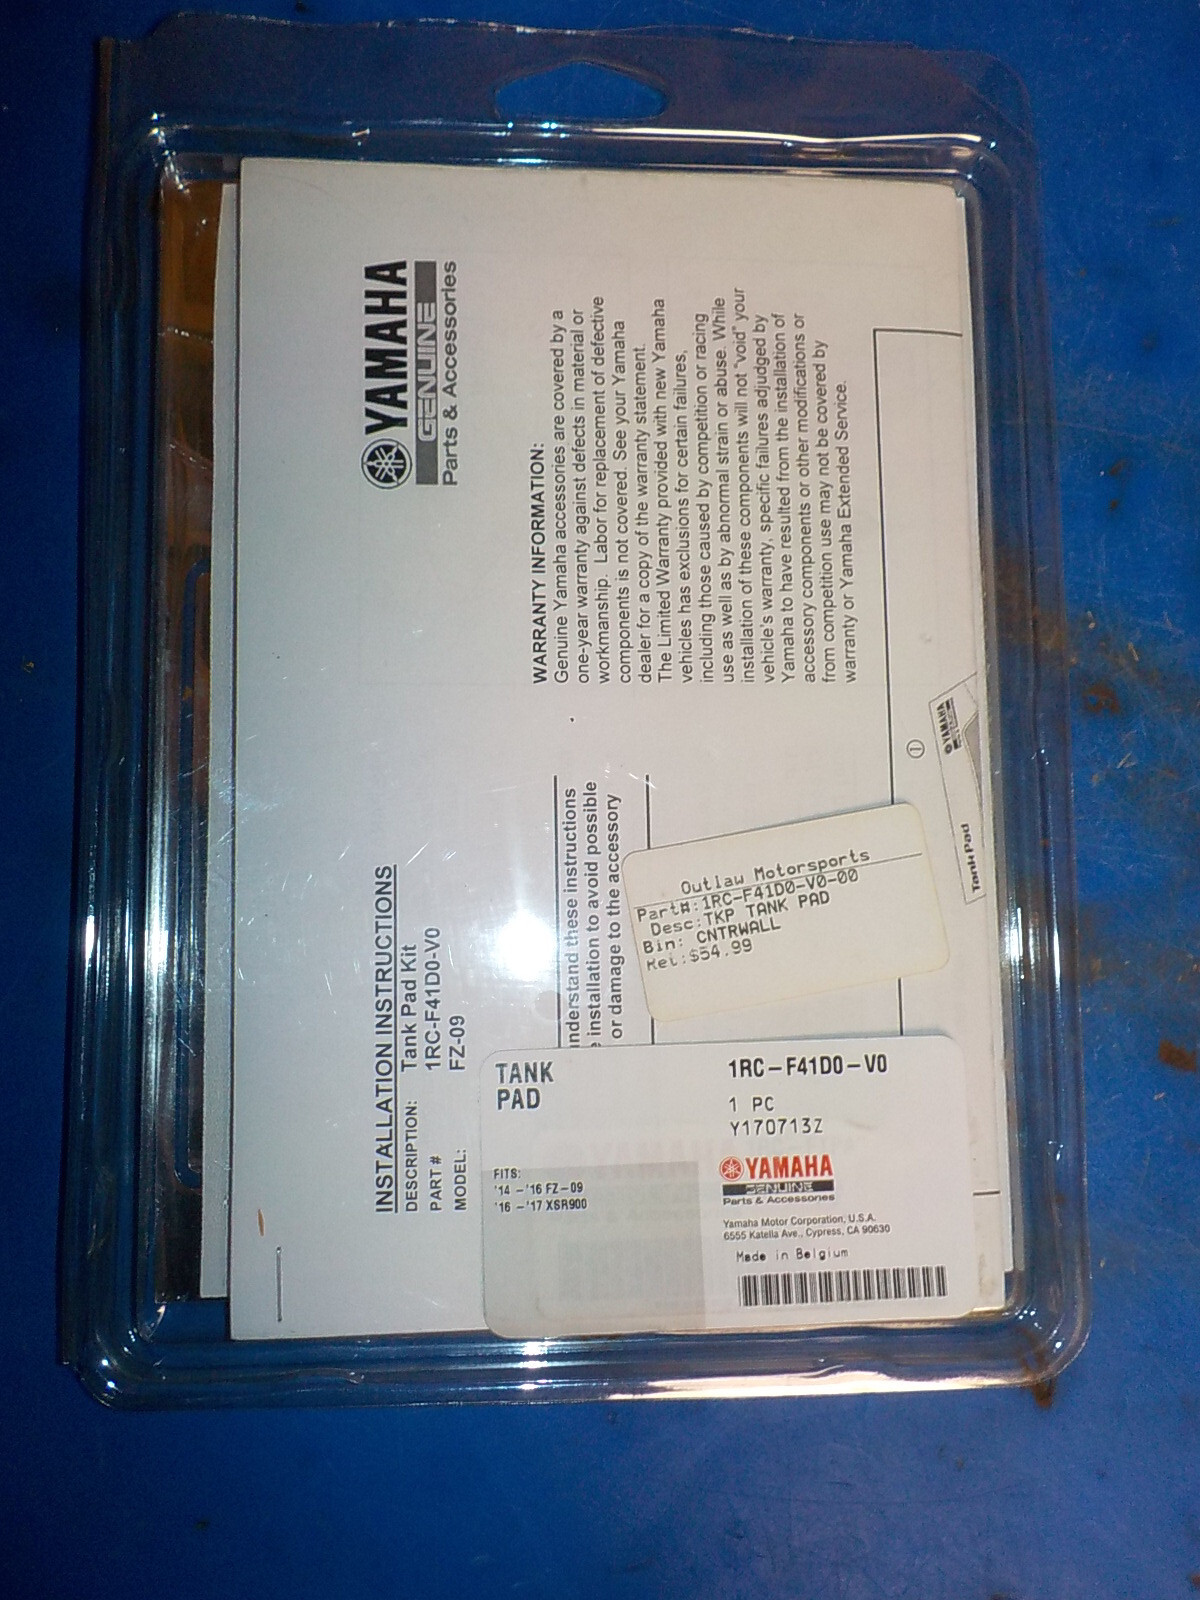 YAMAHA
GENUINE
Parts & Accessories
INSTALLATION INSTRUCTIONS
DESCRIPTION: Tank Pad Kit
PART # 1RC-F41D0-V0
MODEL: FZ-09
WARRANTY INFORMATION:
Genuine Yamaha accessories are covered by a
one-year warranty against defects in material or
workmanship. Labor for replacement of defective
components is not covered. See your Yamaha
dealer for a copy of the warranty statement.
The Limited Warranty provided with new Yamaha
vehicles has exclusions for certain failures,
including those caused by competition or racing
use as well as by abnormal strain or abuse. While
installation of these components will not "void" your
vehicle's warranty, specific failures adjudged by
Yamaha to have resulted from the installation of
accessory components or other modifications or
from competition use may not be covered by
warranty or Yamaha Extended Service.
nderstand these instructions
installation to avoid possible
or damage to the accessory
1
YAMAHA
Tank Pad
Outlaw Motorsports
Part#:1RC-F41D0-V0-00
Desc:TKP TANK PAD
Bin: CNTRWALL
Ret:$54.99
TANK
PAD
1RC-F41D0-V0
1 PC
Y170713Z
FITS:
'14 - '16 FZ-09
'16 - '17 XSR900
YAMAHA
GENUINE
Parts & Accessories
Yamaha Motor Corporation, U.S.A.
6555 Katella Ave., Cypress, CA 90630
Made in Belgium